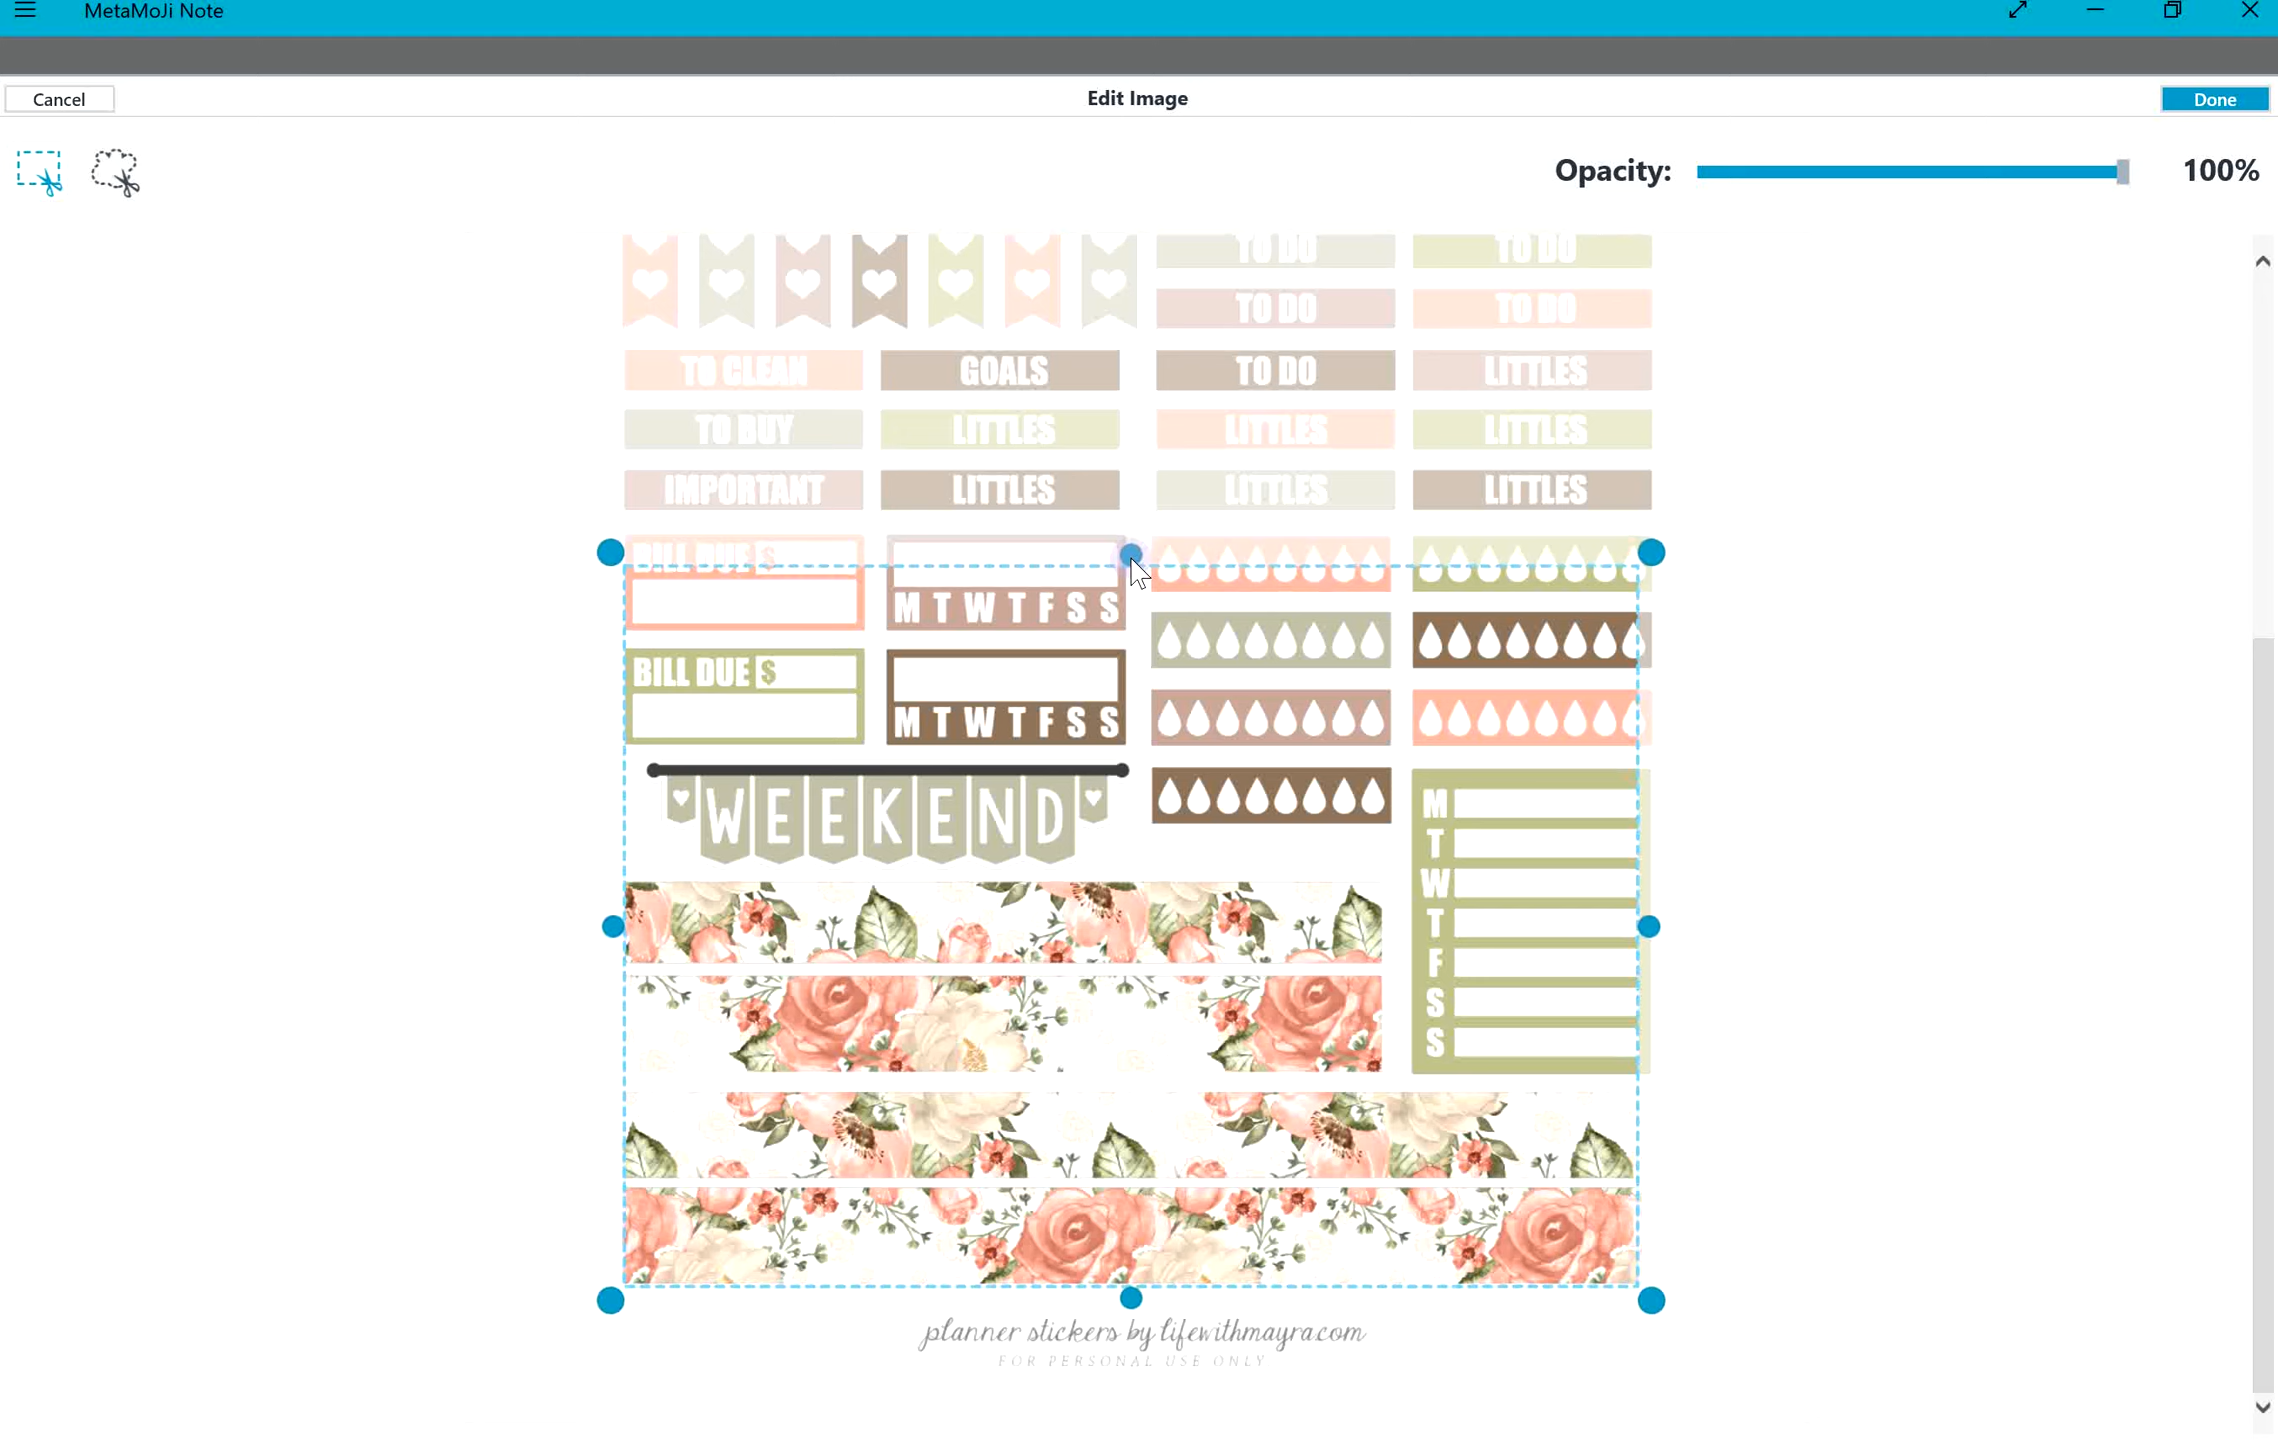 MetaMoJi Note
Cancel
Edit Image
Done
Opacity: 100%
TO DO TO DO
TO DO TO DO
TO CLEAN GOALS TO DO LITTLES
TO BUY LITTLES LITTLES LITTLES
IMPORTANT LITTLES LITTLES LITTLES
BILL DUE $
M T W T F S S
BILL DUE $
M T W T F S S
WEEKEND
M
T
W
T
F
S
S
planner stickers by lifewithmayra.com
FOR PERSONAL USE ONLY